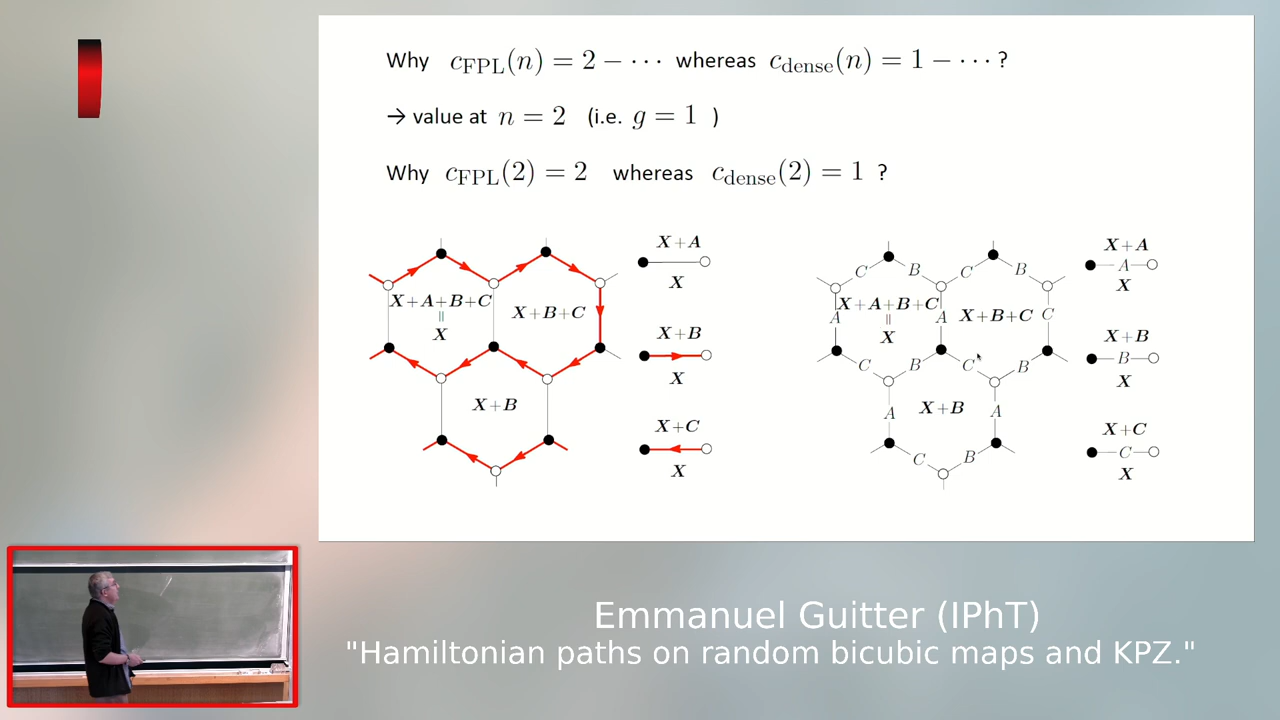 Why c_FPL(n) = 2 − ⋯ whereas c_dense(n) = 1 − ⋯ ?
→ value at n = 2 (i.e. g = 1 )
Why c_FPL(2) = 2 whereas c_dense(2) = 1 ?
X+A+B+C
=
X
X+B+C
X+B
X+A
X
X+B
X
X+C
X
C B C B
X+A+B+C
=
X
X+B+C
A A C
C B C B
X+B
A A
C B
X+A
A
X
X+B
B
X
X+C
C
X
Emmanuel Guitter (IPhT)
"Hamiltonian paths on random bicubic maps and KPZ."